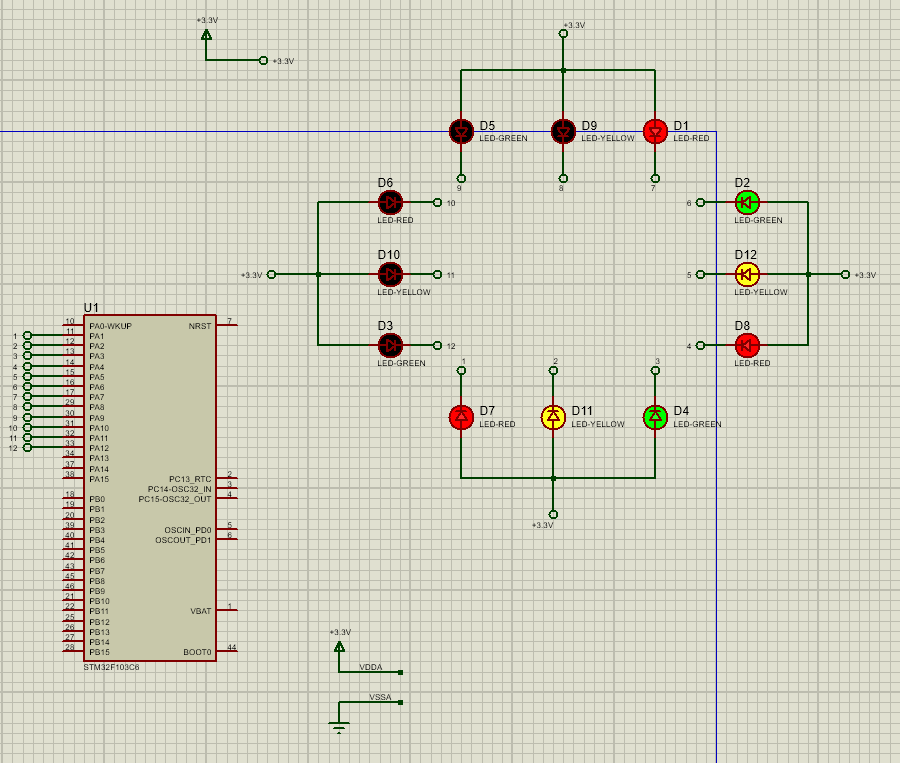 +3.3V
+3.3V
+3.3V
D5
LED-GREEN
D9
LED-YELLOW
D1
LED-RED
9
8
7
D6
LED-RED
10
D10
LED-YELLOW
11
+3.3V
D3
LED-GREEN
12
D2
LED-GREEN
6
D12
LED-YELLOW
5
+3.3V
D8
LED-RED
4
1
2
3
D7
LED-RED
D11
LED-YELLOW
D4
LED-GREEN
+3.3V
U1
10 PA0-WKUP NRST 7
1 11 PA1
2 12 PA2
3 13 PA3
4 14 PA4
5 15 PA5
6 16 PA6
7 17 PA7
8 29 PA8
9 30 PA9
10 31 PA10
11 32 PA11
12 33 PA12
34 PA13
37 PA14
38 PA15 PC13_RTC 2
PC14-OSC32_IN 3
18 PB0 PC15-OSC32_OUT 4
19 PB1
20 PB2
39 PB3 OSCIN_PD0 5
40 PB4 OSCOUT_PD1 6
41 PB5
42 PB6
43 PB7
45 PB8
46 PB9
21 PB10
22 PB11 VBAT 1
25 PB12
26 PB13
27 PB14
28 PB15 BOOT0 44
STM32F103C6
+3.3V
VDDA
VSSA